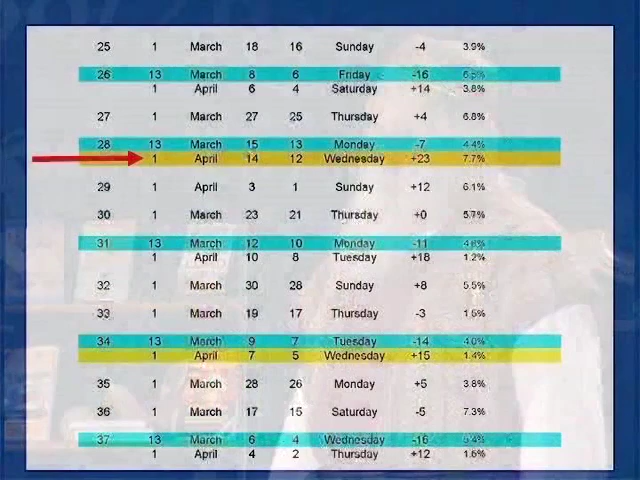 25 1 March 18 16 Sunday -4 3.9%
26 13 March 8 6 Friday -16
1 April 6 4 Saturday +14 3.8%
27 1 March 27 25 Thursday +4 6.8%
28 13 March 15 13 Monday -7 4.4%
1 April 14 12 Wednesday +23 7.7%
29 1 April 3 1 Sunday +12 6.1%
30 1 March 23 21 Thursday +0 5.7%
31 13 March 12 10 Monday -11
1 April 10 8 Tuesday +18 1.2%
32 1 March 30 28 Sunday +8 5.5%
33 1 March 19 17 Thursday -3
34 13 March 9 7 Tuesday -14 4.0%
1 April 7 5 Wednesday +15 1.4%
35 1 March 28 26 Monday +5 3.8%
36 1 March 17 15 Saturday -5 7.3%
37 13 March 6 4 Wednesday -16
1 April 4 2 Thursday +12